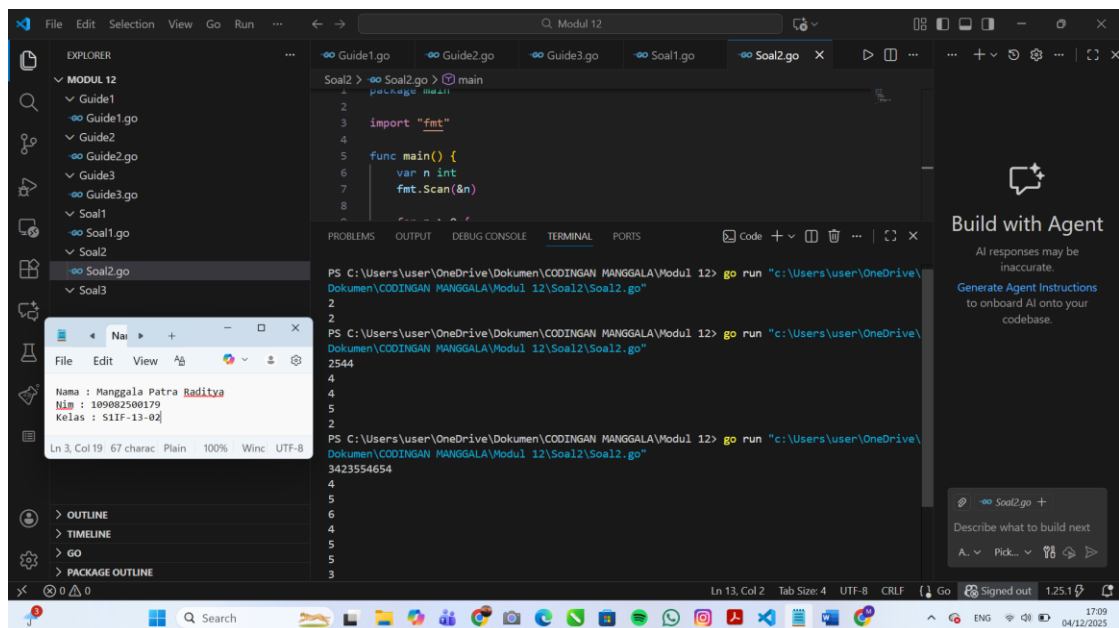 File Edit Selection View Go Run ··· Modul 12
EXPLORER ···
MODUL 12
Guide1
Guide1.go
Guide2
Guide2.go
Guide3
Guide3.go
Soal1
Soal1.go
Soal2
Soal2.go
Soal3
OUTLINE
TIMELINE
GO
PACKAGE OUTLINE
Guide1.go Guide2.go Guide3.go Soal1.go Soal2.go
Soal2 > Soal2.go > main
1 package main
2
3 import "fmt"
4
5 func main() {
6 var n int
7 fmt.Scan(&n)
8
PROBLEMS OUTPUT DEBUG CONSOLE TERMINAL PORTS Code
PS C:\Users\user\OneDrive\Dokumen\CODINGAN MANGGALA\Modul 12> go run "c:\Users\user\OneDrive\
Dokumen\CODINGAN MANGGALA\Modul 12\Soal2\Soal2.go"
2
2
PS C:\Users\user\OneDrive\Dokumen\CODINGAN MANGGALA\Modul 12> go run "c:\Users\user\OneDrive\
Dokumen\CODINGAN MANGGALA\Modul 12\Soal2\Soal2.go"
2544
4
4
5
2
PS C:\Users\user\OneDrive\Dokumen\CODINGAN MANGGALA\Modul 12> go run "c:\Users\user\OneDrive\
Dokumen\CODINGAN MANGGALA\Modul 12\Soal2\Soal2.go"
3423554654
4
5
6
4
5
5
3
Build with Agent
AI responses may be
inaccurate.
Generate Agent Instructions
to onboard AI onto your
codebase.
Soal2.go
Describe what to build next
A.. Pick...
File Edit View
Nama : Manggala Patra Raditya
Nim : 109082500179
Kelas : S1IF-13-02
Ln 3, Col 19 67 charac Plain 100% Winc UTF-8
0 0 Ln 13, Col 2 Tab Size: 4 UTF-8 CRLF Go Signed out 1.25.1
3 Search ENG 17:09
04/12/2025